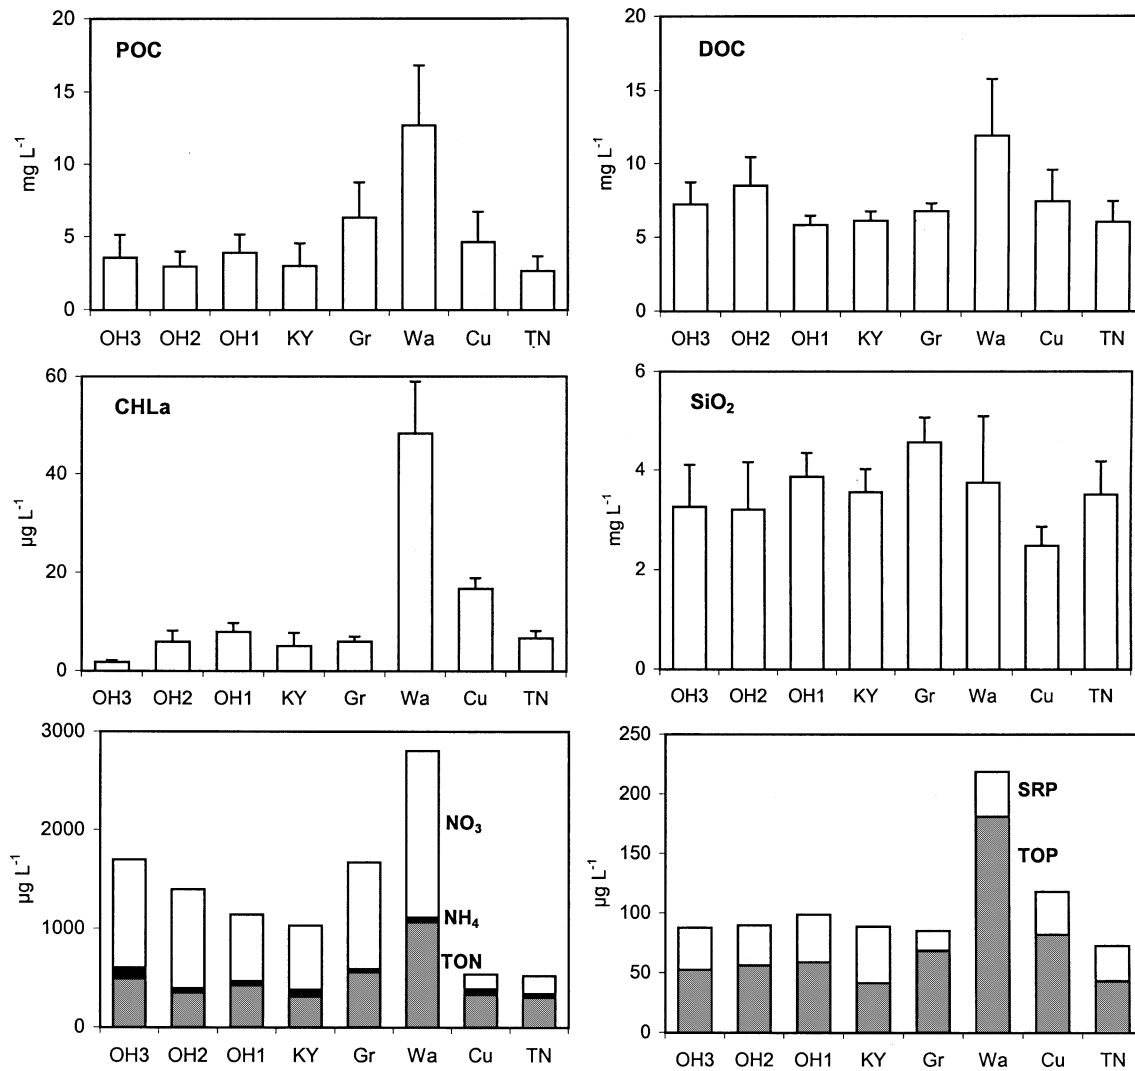 POC
20
15
10
5
0
mg L-1
OH3 OH2 OH1 KY Gr Wa Cu TN
DOC
20
15
10
5
0
mg L-1
OH3 OH2 OH1 KY Gr Wa Cu TN
CHLa
60
40
20
0
µg L-1
OH3 OH2 OH1 KY Gr Wa Cu TN
SiO2
6
4
2
0
mg L-1
OH3 OH2 OH1 KY Gr Wa Cu TN
3000
2000
1000
0
µg L-1
NO3
NH4
TON
OH3 OH2 OH1 KY Gr Wa Cu TN
250
200
150
100
50
0
µg L-1
SRP
TOP
OH3 OH2 OH1 KY Gr Wa Cu TN